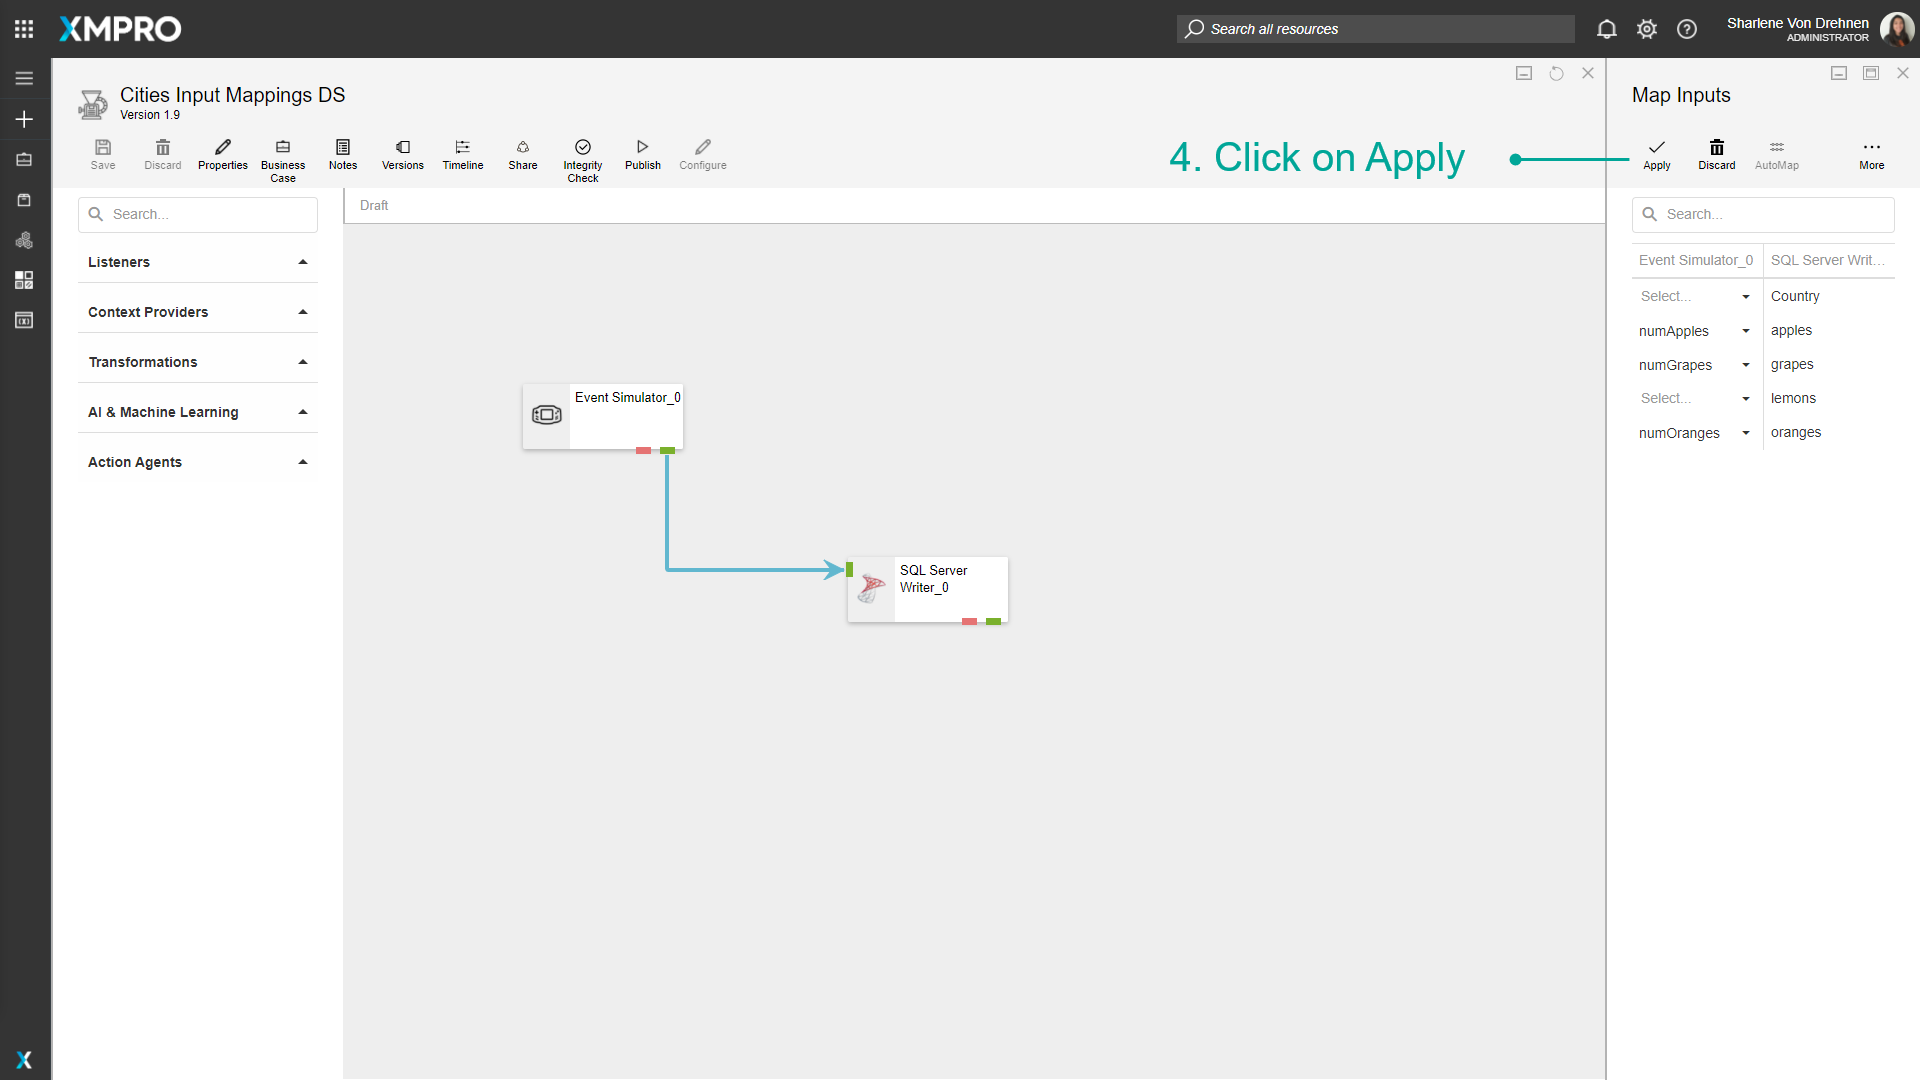 XMPRO
Search all resources
Sharlene Von Drehnen
ADMINISTRATOR
Cities Input Mappings DS
Version 1.9
Save
Discard
Properties
Business
Case
Notes
Versions
Timeline
Share
Integrity
Check
Publish
Configure
4. Click on Apply
Map Inputs
Apply
Discard
AutoMap
More
Search...
Listeners
Context Providers
Transformations
AI & Machine Learning
Action Agents
Draft
Event Simulator_0
SQL Server
Writer_0
Search...
Event Simulator_0
SQL Server Writ...
Select...
Country
numApples
apples
numGrapes
grapes
Select...
lemons
numOranges
oranges